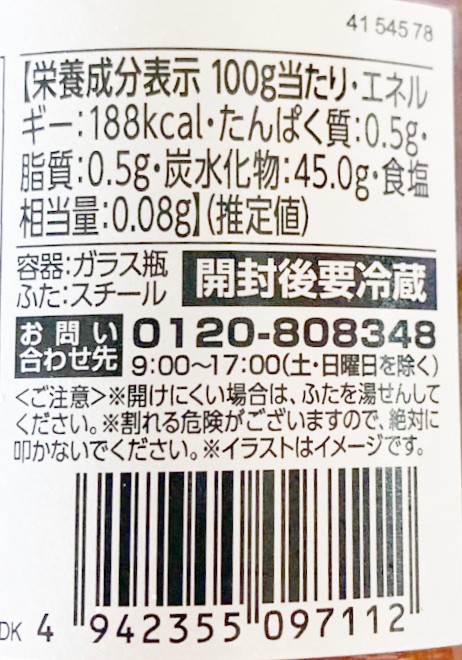 41 545 78
【栄養成分表示 100g当たり・エネル
ギー:188kcal・たんぱく質:0.5g・
脂質:0.5g・炭水化物:45.0g・食塩
相当量:0.08g】(推定値)
容器:ガラス瓶
ふた:スチール
開封後要冷蔵
お問い
合わせ先
0120-808348
9:00～17:00(土・日曜日を除く)
<ご注意>※開けにくい場合は、ふたを湯せんして
ください。※割れる危険がございますので、絶対に
叩かないでください。※イラストはイメージです。
DK 4 942355 097112